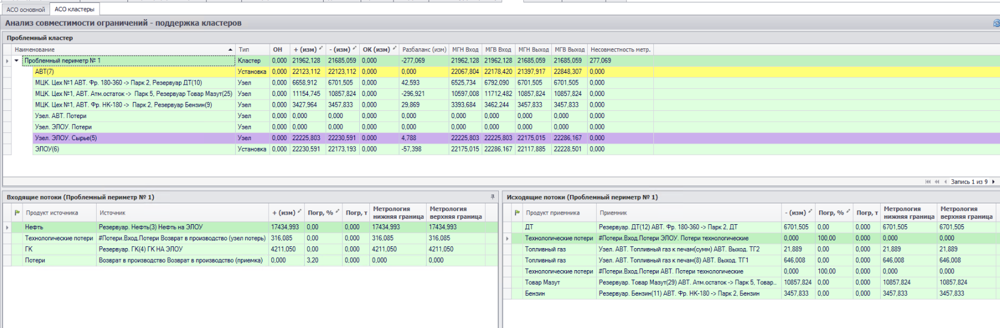 АСО основной АСО кластеры
Анализ совместимости ограничений - поддержка кластеров
Проблемный кластер
Наименование Тип ОН + (изм) - (изм) ОК (изм) Разбаланс (изм) МГН Вход МГВ Вход МГН Выход МГВ Выход Несовместность метр.
Проблемный периметр № 1 Кластер 0,000 21962,128 21685,059 0,000 -277,069 21962,128 21962,128 21685,059 21685,059 277,069
АВТ(7) Установка 0,000 22123,112 22123,112 0,000 0,000 22067,804 22178,420 21397,917 22848,307 0,000
МЦК. Цех №1 АВТ. Фр. 180-360 -> Парк 2, Резервуар ДТ(10) Узел 0,000 6658,912 6701,505 0,000 42,593 6525,734 6792,090 6701,505 6701,505 0,000
МЦК. Цех №1, АВТ. Атм.остаток -> Парк 5, Резервуар Товар Мазут(25) Узел 0,000 11154,745 10857,824 0,000 -296,921 10597,008 11712,482 10857,824 10857,824 0,000
МЦК. Цех №1, АВТ. Фр. НК-180 -> Парк 2, Резервуар Бензин(9) Узел 0,000 3427,964 3457,833 0,000 29,869 3393,684 3462,244 3457,833 3457,833 0,000
Узел. АВТ. Потери Узел 0,000 0,000 0,000 0,000 0,000 0,000 0,000 0,000 0,000 0,000
Узел. ЭЛОУ. Потери Узел 0,000 0,000 0,000 0,000 0,000 0,000 0,000 0,000 0,000 0,000
Узел. ЭЛОУ. Сырье(5) Узел 0,000 22225,803 22230,591 0,000 4,788 22225,803 22225,803 22175,015 22286,167 0,000
ЭЛОУ(6) Установка 0,000 22230,591 22173,193 0,000 -57,398 22175,015 22286,167 22117,885 22228,501 0,000
Запись 1 из 9
Входящие потоки (Проблемный периметр № 1)
Продукт источника Источник + (изм) Погр, % Погр, т Метрология нижняя граница Метрология верхняя граница
Нефть Резервуар. Нефть(3) Нефть на ЭЛОУ 17434,993 0,00 0,000 17434,993 17434,993
Технологические потери #Потери.Вход.Потери Возврат в производство (узел потерь) 316,085 0,00 0,000 316,085 316,085
ГК Резервуар. ГК(4) ГК НА ЭЛОУ 4211,050 0,00 0,000 4211,050 4211,050
Потери Возврат в производство Возврат в производство (приемка) 0,000 3,20 0,000 0,000 0,000
Исходящие потоки (Проблемный периметр № 1)
Продукт приемника Приемник - (изм) Погр, % Погр, т Метрология нижняя граница Метрология верхняя граница
ДТ Резервуар. ДТ(12) АВТ. Фр. 180-360 -> Парк 2, ДТ 6701,505 0,00 0,000 6701,505 6701,505
Технологические потери #Потери.Вход.Потери ЭЛОУ. Потери технологические 0,000 100,00 0,000 0,000 0,000
Топливный газ Узел. АВТ. Топливный газ к печам(сумм) АВТ. Выход. ТГ2 21,889 0,00 0,000 21,889 21,889
Топливный газ Узел. АВТ. Топливный газ к печам(8) АВТ. Выход. ТГ1 646,008 0,00 0,000 646,008 646,008
Технологические потери #Потери.Вход.Потери АВТ. Потери технологические 0,000 100,00 0,000 0,000 0,000
Товар Мазут Резервуар. Товар Мазут(29) АВТ. Атм.остаток -> Парк 5, Товар... 10857,824 0,00 0,000 10857,824 10857,824
Бензин Резервуар. Бензин(11) АВТ. Фр. НК-180 -> Парк 2, Бензин 3457,833 0,00 0,000 3457,833 3457,833